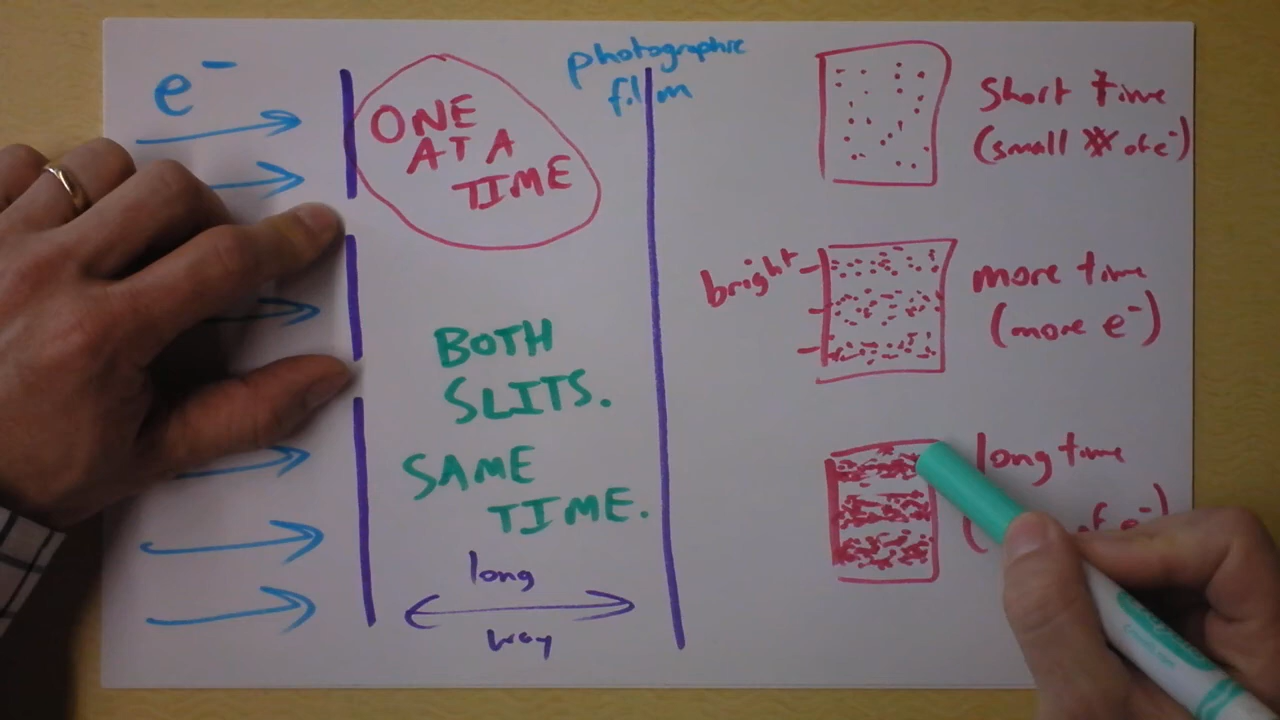 e⁻
ONE
AT A
TIME
photographic
film
BOTH
SLITS.
SAME
TIME.
long
way
short time
(small # of e⁻)
bright
more time
(more e⁻)
long time
of e⁻)